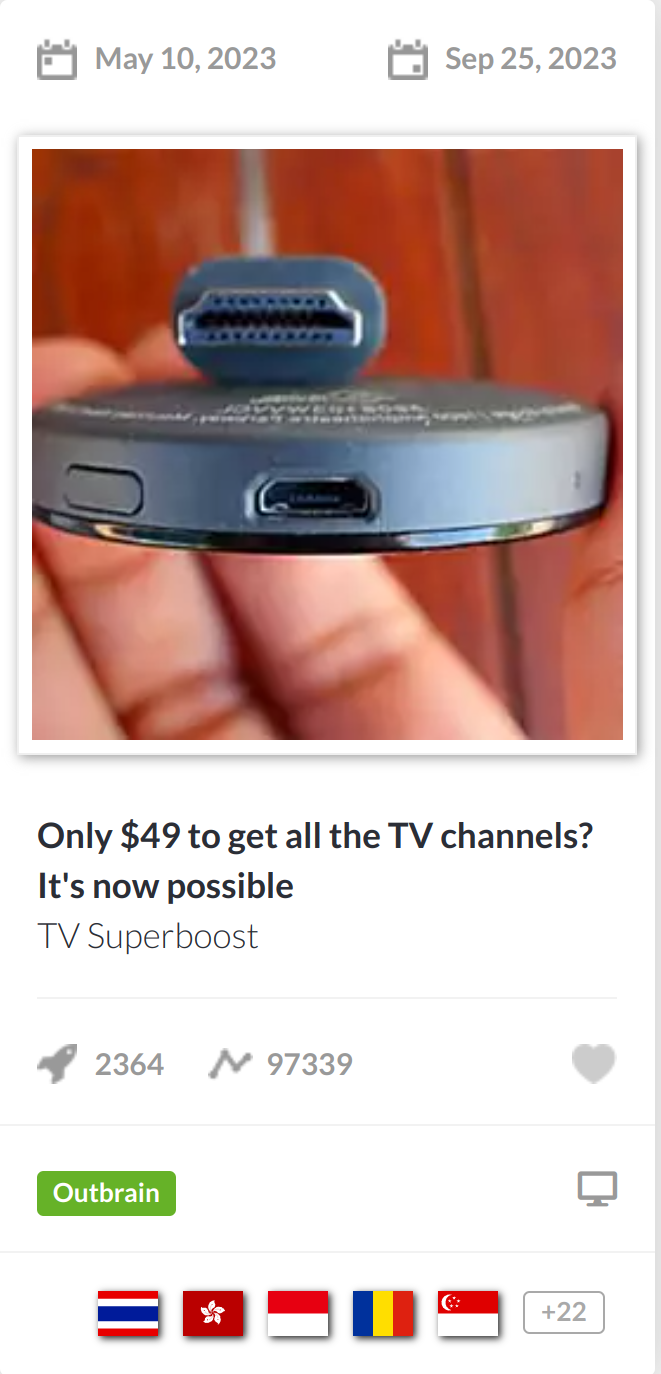 May 10, 2023
Sep 25, 2023
Only $49 to get all the TV channels?
It's now possible
TV Superboost
2364
97339
Outbrain
+22